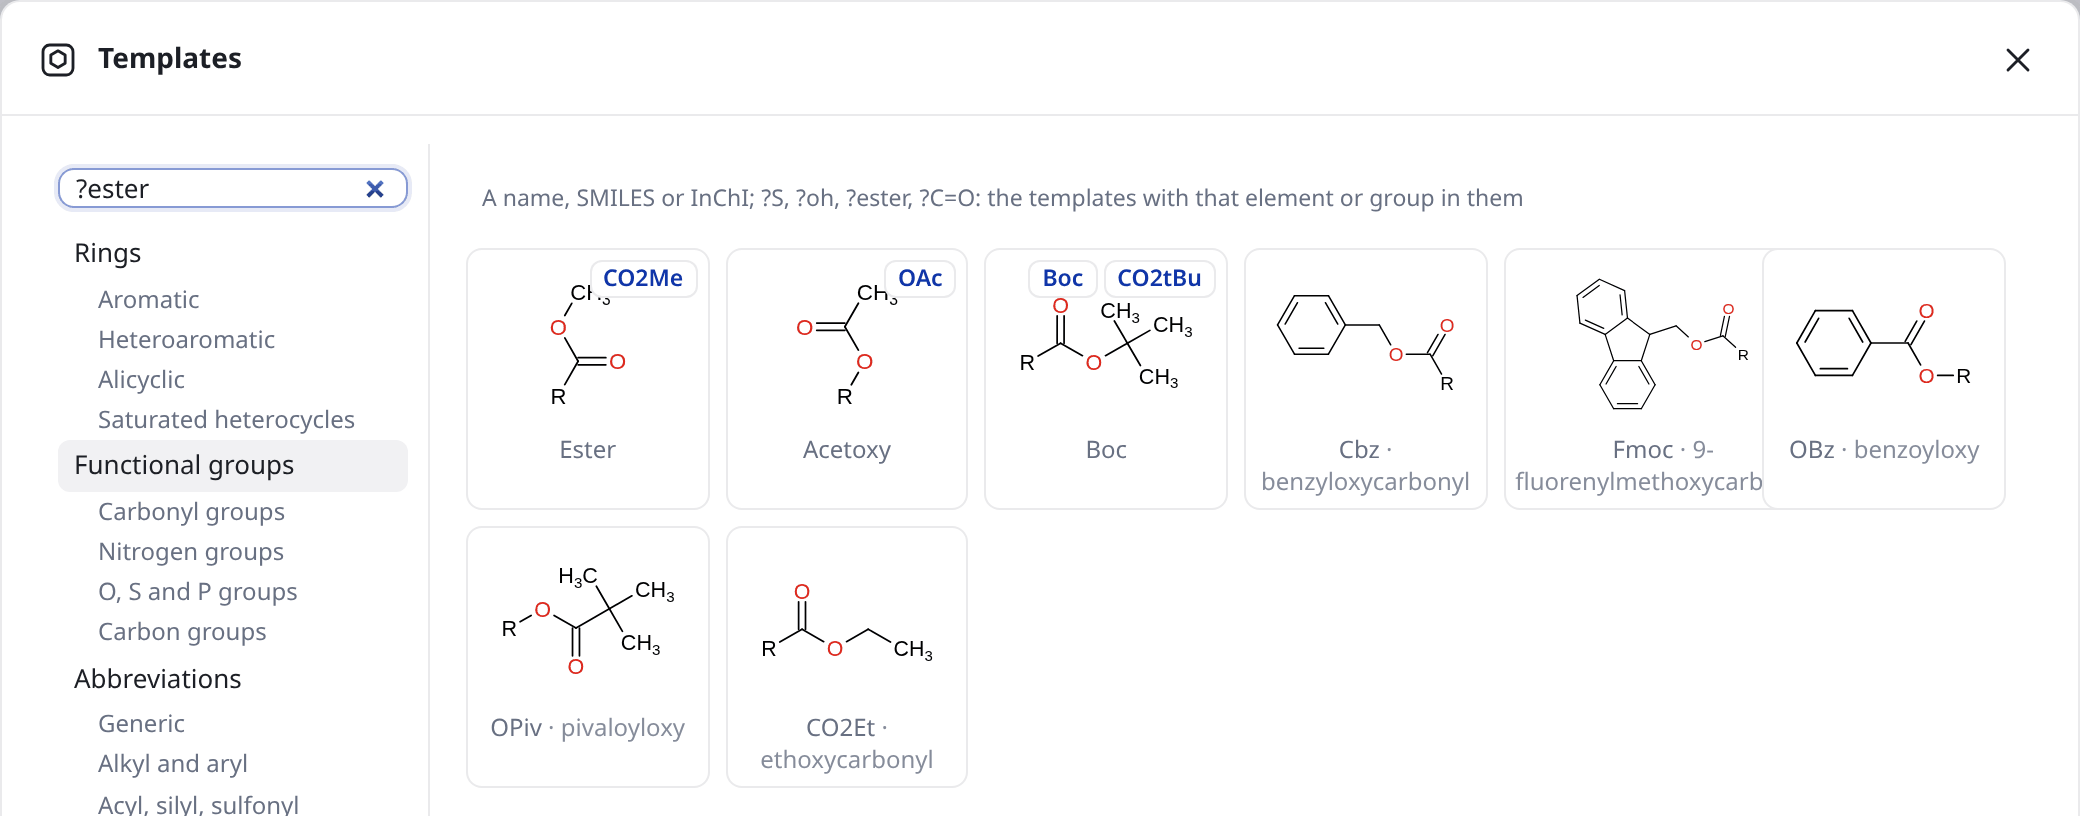 Templates
?ester
A name, SMILES or InChI; ?S, ?oh, ?ester, ?C=O: the templates with that element or group in them
Rings
Aromatic
Heteroaromatic
Alicyclic
Saturated heterocycles
Functional groups
Carbonyl groups
Nitrogen groups
O, S and P groups
Carbon groups
Abbreviations
Generic
Alkyl and aryl
Acyl, silyl, sulfonyl
CO2Me
CH3
O
O
R
Ester
OAc
CH3
O
O
R
Acetoxy
Boc CO2tBu
O
CH3
CH3
R
O
CH3
Boc
O
O
R
Cbz ·
benzyloxycarbonyl
O
O
R
Fmoc · 9-
fluorenylmethoxycarb
O
O R
OBz · benzoyloxy
H3C
CH3
O
R
CH3
O
OPiv · pivaloyloxy
O
R
O
CH3
CO2Et ·
ethoxycarbonyl